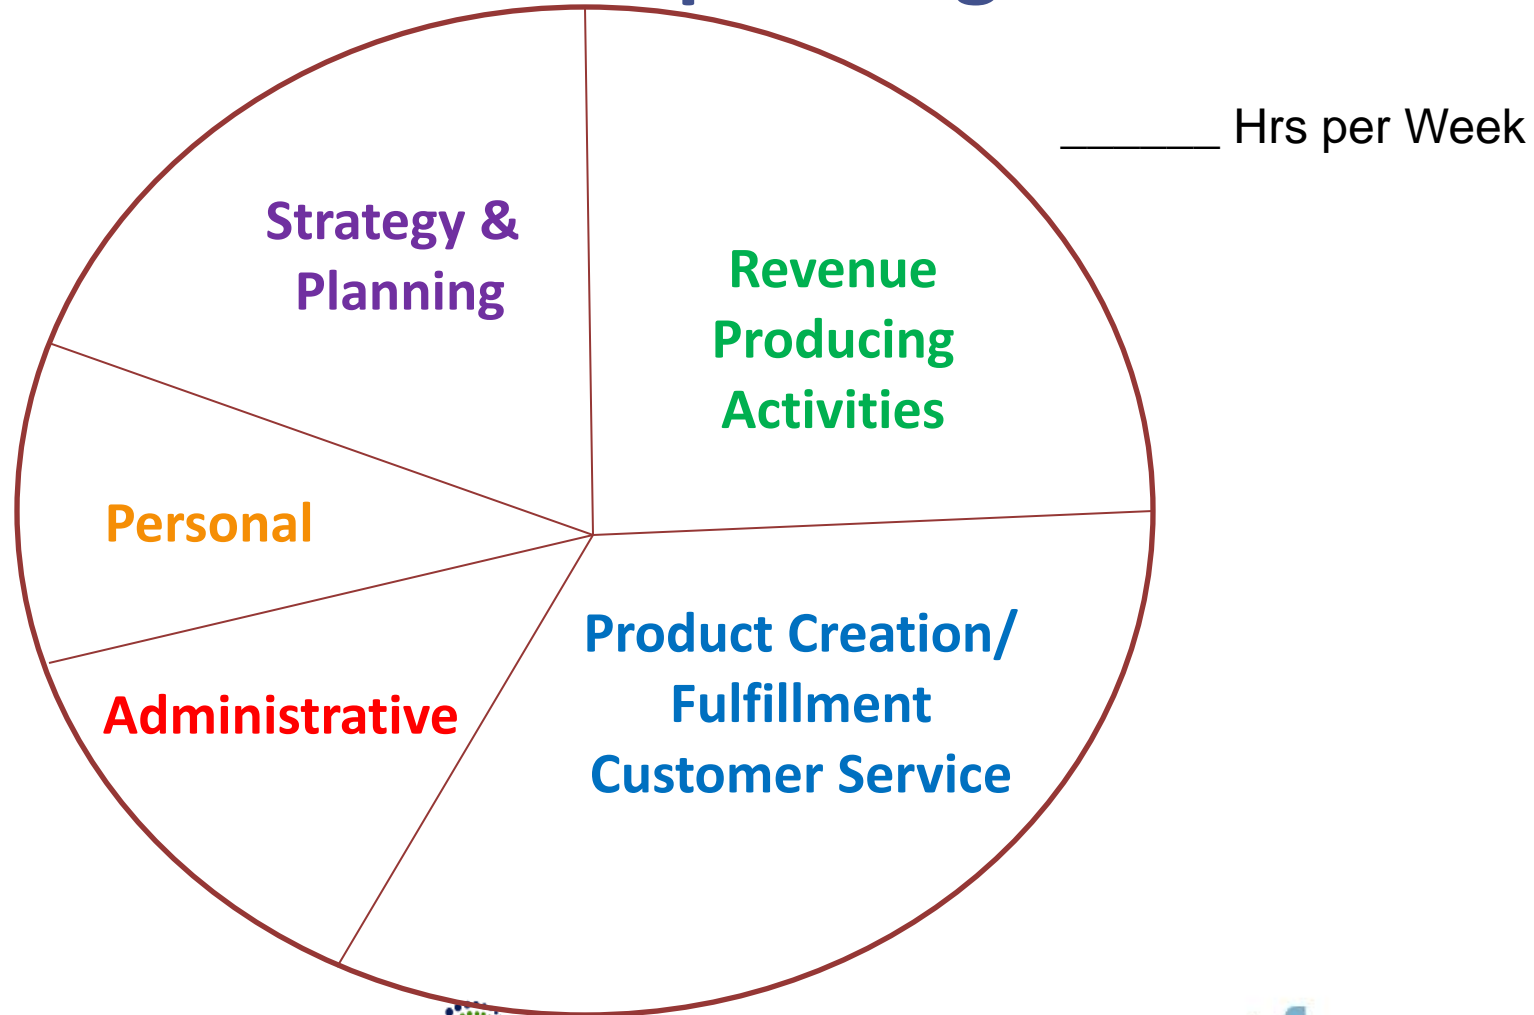 ______ Hrs per Week
Strategy &
Planning
Revenue
Producing
Activities
Personal
Product Creation/
Fulfillment
Customer Service
Administrative